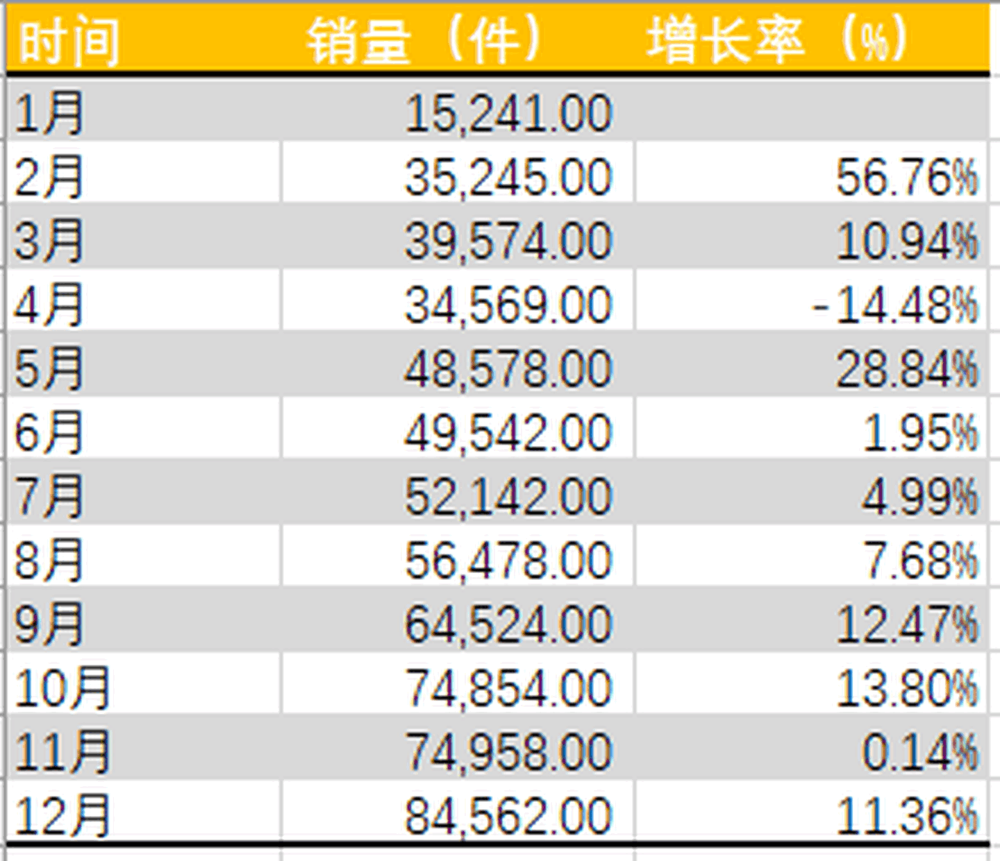 时间 销量（件） 增长率（%）
1月 15,241.00
2月 35,245.00 56.76%
3月 39,574.00 10.94%
4月 34,569.00 -14.48%
5月 48,578.00 28.84%
6月 49,542.00 1.95%
7月 52,142.00 4.99%
8月 56,478.00 7.68%
9月 64,524.00 12.47%
10月 74,854.00 13.80%
11月 74,958.00 0.14%
12月 84,562.00 11.36%